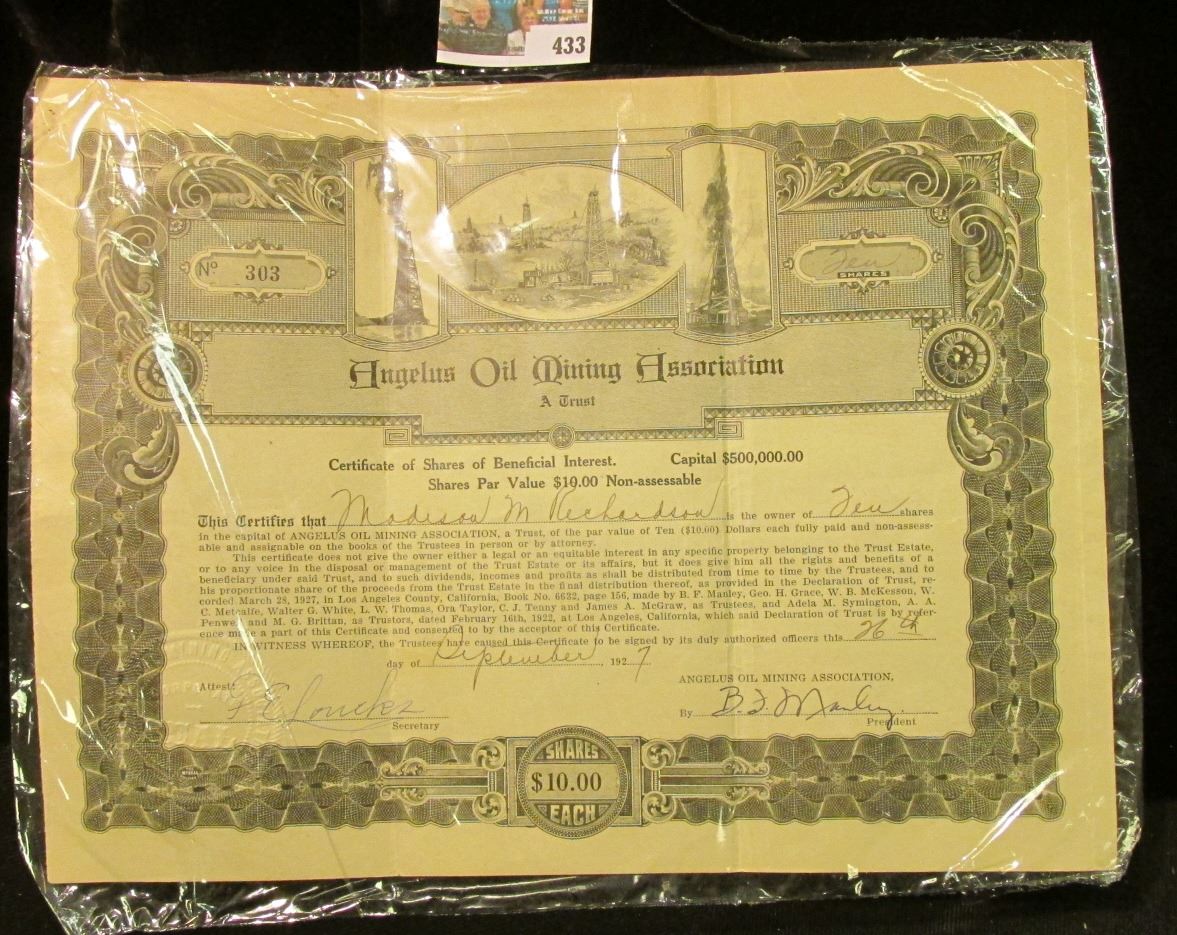 433
Nº 303
Ten
SHARES
Angelus Oil Mining Association
A Trust
Certificate of Shares of Beneficial Interest. Capital $500,000.00
Shares Par Value $10.00 Non-assessable
This Certifies that Madison M Richardson is the owner of Ten shares
in the capital of ANGELUS OIL MINING ASSOCIATION, a Trust, of the par value of Ten ($10.00) Dollars each fully paid and non-assess-
able and assignable on the books of the Trustees in person or by attorney.
This certificate does not give the owner either a legal or an equitable interest in any specific property belonging to the Trust Estate,
or to any voice in the disposal or management of the Trust Estate or its affairs, but it does give him all the rights and benefits of a
beneficiary under said Trust, and to such dividends, incomes and profits as shall be distributed from time to time by the Trustees, and to
his proportionate share of the proceeds from the Trust Estate in the final distribution thereof, as provided in the Declaration of Trust, re-
corded March 28, 1927, in Los Angeles County, California, Book No. 6632, page 156, made by B. F. Manley, Geo. H. Grace, W. B. McKesson, W.
C. Metcalfe, Walter G. White, L. W. Thomas, Ora Taylor, C. J. Tenny and James A. McGraw, as Trustees, and Adela M. Symington, A. A.
Penwe and M. G. Brittan, as Trustors, dated February 16th, 1922, at Los Angeles, California, which said Declaration of Trust is by refer-
ence made a part of this Certificate and consented to by the acceptor of this Certificate.
IN WITNESS WHEREOF, the Trustees have caused this Certificate to be signed by its duly authorized officers this 26th
day of September, 1927
ANGELUS OIL MINING ASSOCIATION,
Attest:
F. E. Loucks
By B. F. Manley
Secretary
President
SHARES
$10.00
EACH